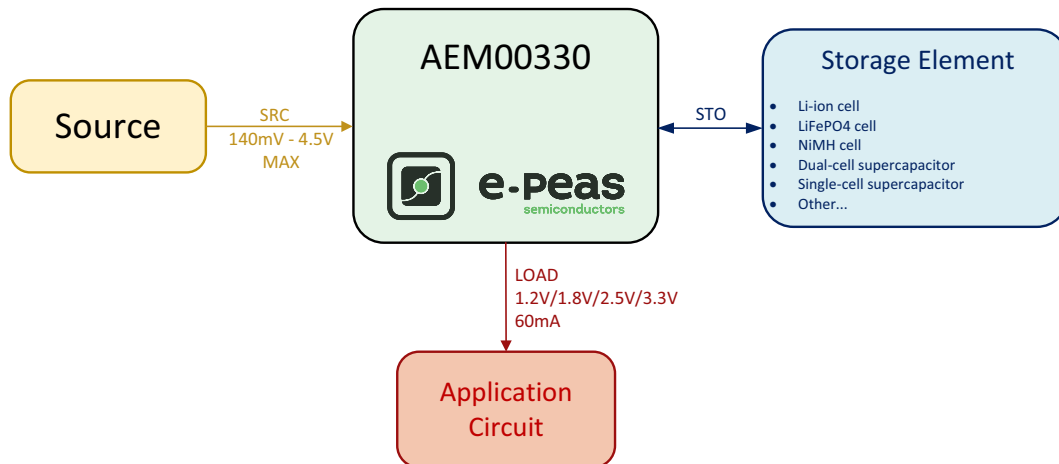 AEM00330
e-peas
semiconductors
Source
SRC
140mV - 4.5V
MAX
STO
Storage Element
• Li-ion cell
• LiFePO4 cell
• NiMH cell
• Dual-cell supercapacitor
• Single-cell supercapacitor
• Other...
LOAD
1.2V/1.8V/2.5V/3.3V
60mA
Application
Circuit